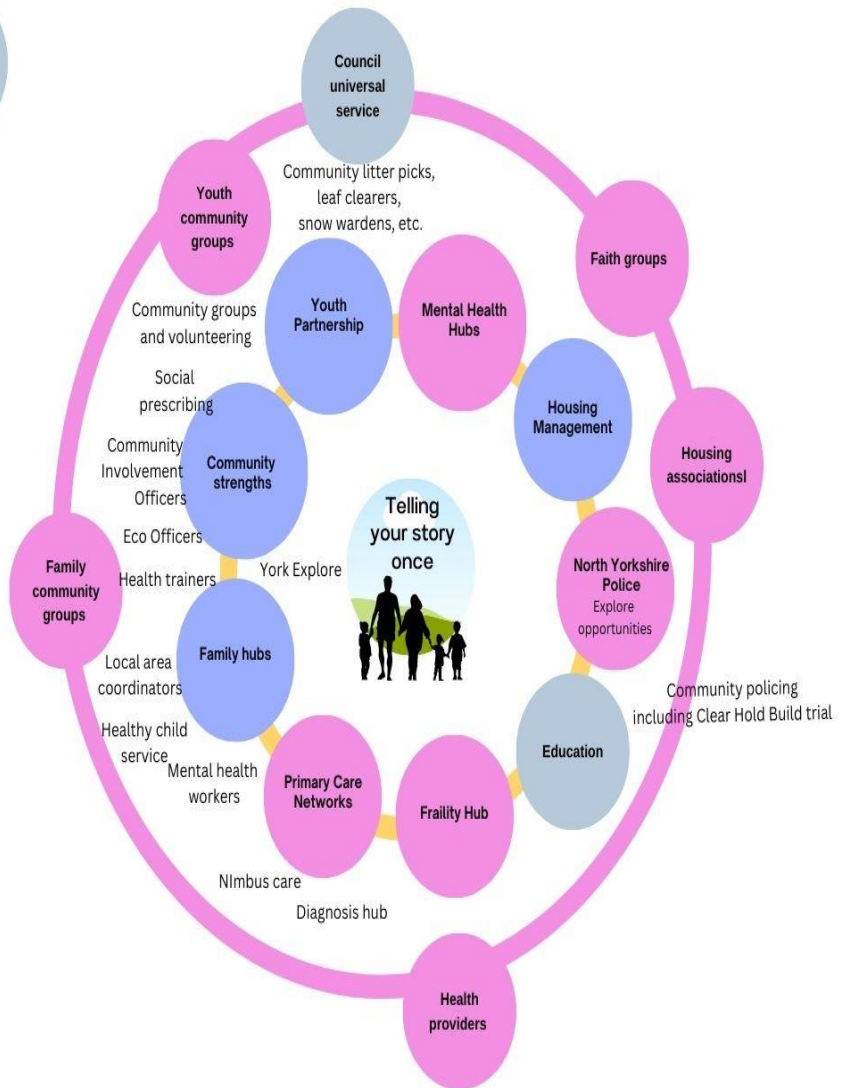 Council
universal
service
Community litter picks,
leaf clearers,
snow wardens, etc.
Youth
community
groups
Faith groups
Community groups
and volunteering
Youth
Partnership
Mental Health
Hubs
Social
prescribing
Housing
Management
Community
Involvement
Officers
Community
strengths
Housing
associationsl
Telling
your story
once
Eco Officers
Health trainers
York Explore
Family
community
groups
North Yorkshire
Police
Explore
opportunities
Local area
coordinators
Family hubs
Community policing
including Clear Hold Build trial
Healthy child
service
Mental health
workers
Education
Primary Care
Networks
Fraility Hub
NImbus care
Diagnosis hub
Health
providers